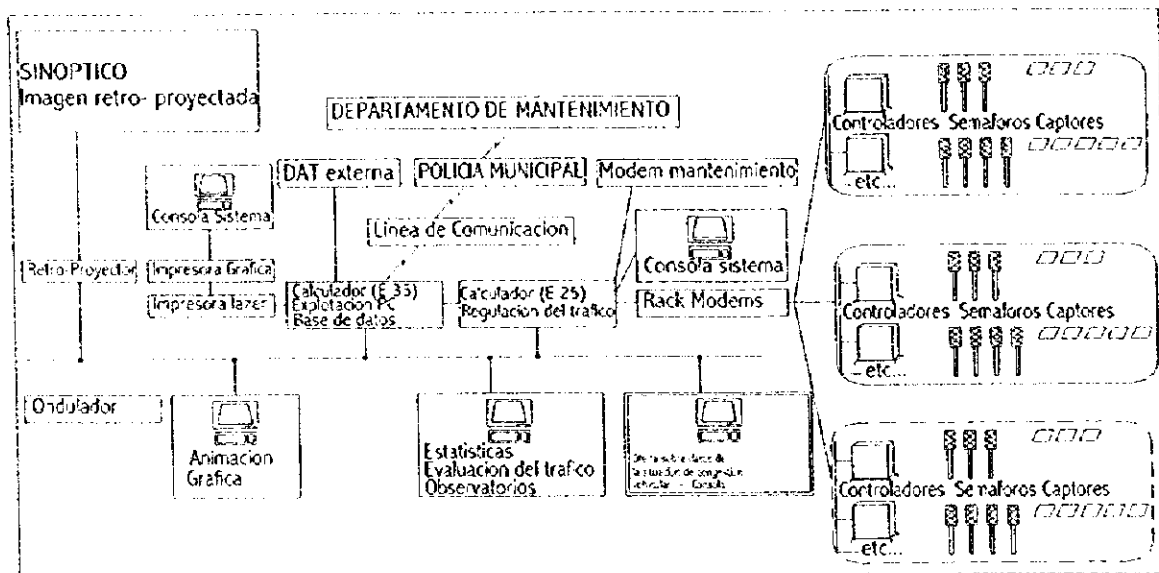 SINOPTICO
Imagen retro- proyectada
DEPARTAMENTO DE MANTENIMIENTO
DAT externa
POLICIA MUNICIPAL
Modem mantenimiento
Consola Sistema
Linea de Comunicacion
Consola sistema
Retro-Proyector
Impresora Grafica
Impresora lazer
Calculador (E 35)
Explotacion Pc
Base de datos
Calculador (E 25)
Regulacion del trafico
Rack Modems
Controladores Semaforos Captores
etc...
Controladores Semaforos Captores
etc...
Controladores Semaforos Captores
etc...
Ondulador
Animacion
Grafica
Estatisticas
Evaluacion del trafico
Observatorios